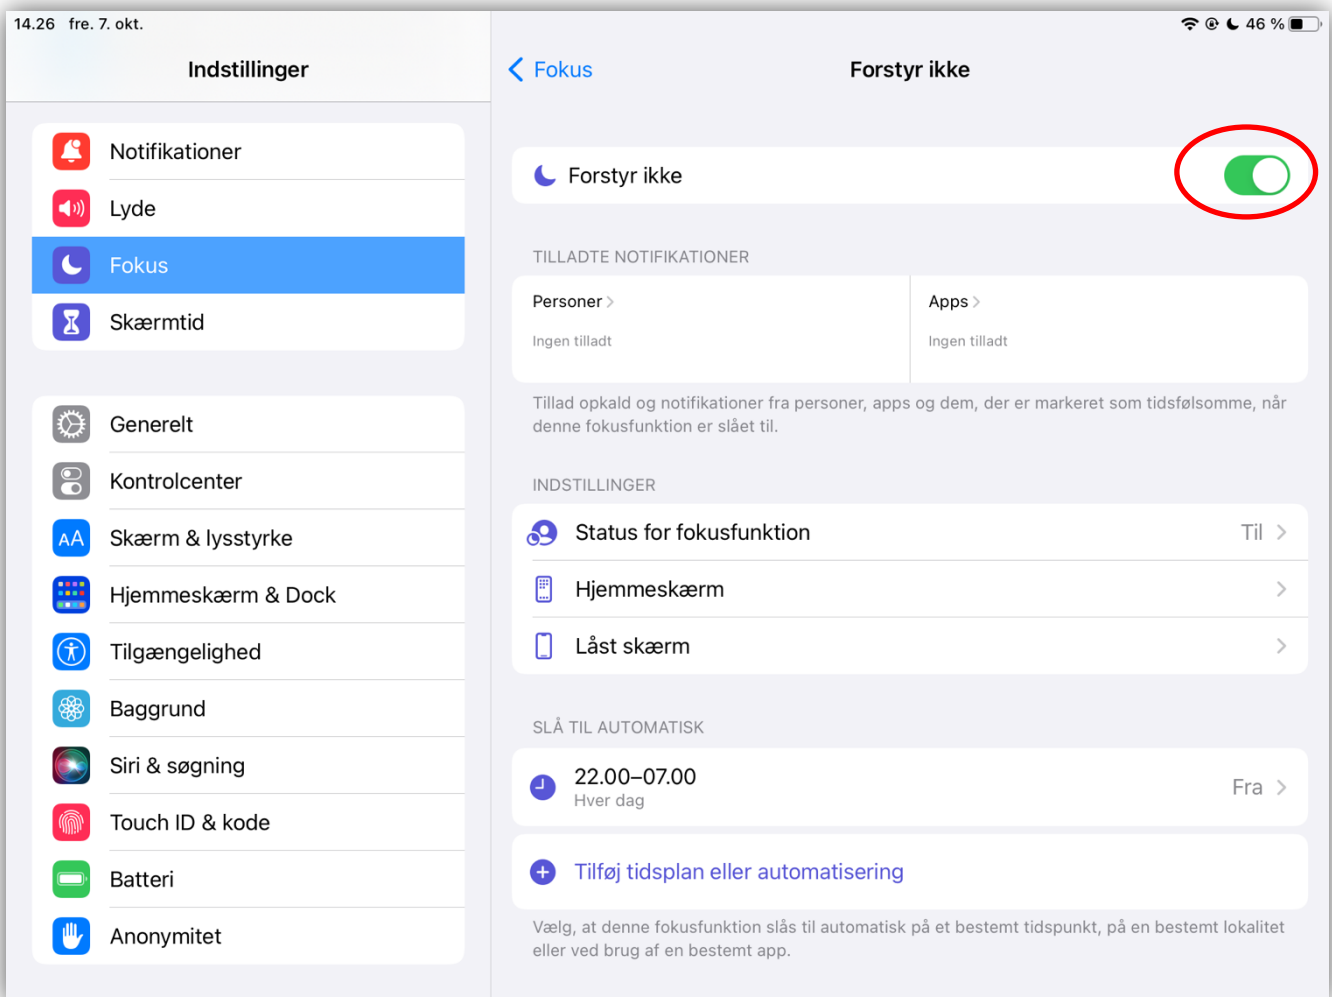 14.26 fre. 7. okt.
46 %
Indstillinger
Notifikationer
Lyde
Fokus
Skærmtid
Generelt
Kontrolcenter
AA
Skærm & lysstyrke
Hjemmeskærm & Dock
Tilgængelighed
Baggrund
Siri & søgning
Touch ID & kode
Batteri
Anonymitet
Fokus
Forstyr ikke
Forstyr ikke
TILLADTE NOTIFIKATIONER
Personer
Ingen tilladt
Apps
Ingen tilladt
Tillad opkald og notifikationer fra personer, apps og dem, der er markeret som tidsfølsomme, når
denne fokusfunktion er slået til.
INDSTILLINGER
Status for fokusfunktion Til
Hjemmeskærm
Låst skærm
SLÅ TIL AUTOMATISK
22.00–07.00
Hver dag
Fra
Tilføj tidsplan eller automatisering
Vælg, at denne fokusfunktion slås til automatisk på et bestemt tidspunkt, på en bestemt lokalitet
eller ved brug af en bestemt app.